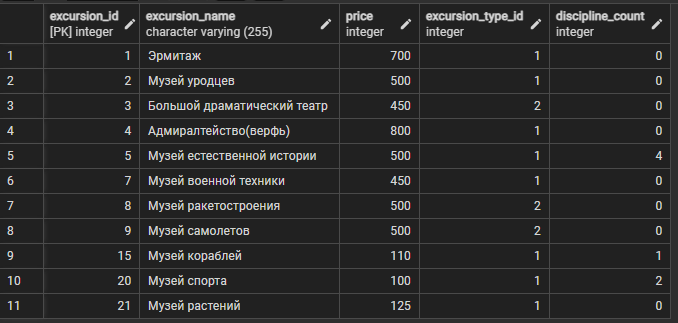 excursion_id [PK] integer excursion_name character varying (255) price integer excursion_type_id integer discipline_count integer
1 1 Эрмитаж 700 1 0
2 2 Музей уродцев 500 1 0
3 3 Большой драматический театр 450 2 0
4 4 Адмиралтейство(верфь) 800 1 0
5 5 Музей естественной истории 500 1 4
6 7 Музей военной техники 450 1 0
7 8 Музей ракетостроения 500 2 0
8 9 Музей самолетов 500 2 0
9 15 Музей кораблей 110 1 1
10 20 Музей спорта 100 1 2
11 21 Музей растений 125 1 0